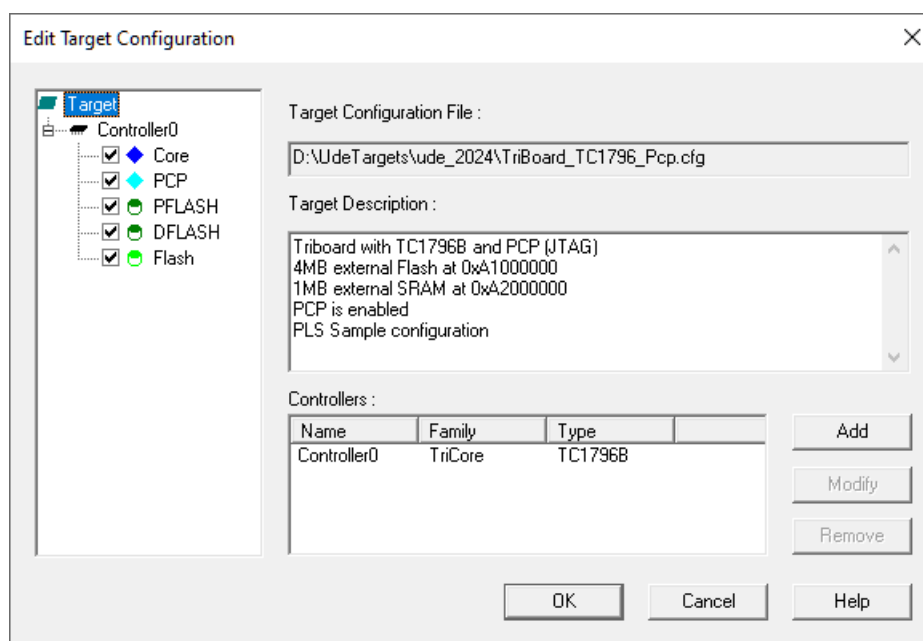 Edit Target Configuration
Target
Controller0
Core
PCP
PFLASH
DFLASH
Flash
Target Configuration File :
D:\UdeTargets\ude_2024\TriBoard_TC1796_Pcp.cfg
Target Description :
Triboard with TC1796B and PCP (JTAG)
4MB external Flash at 0xA1000000
1MB external SRAM at 0xA2000000
PCP is enabled
PLS Sample configuration
Controllers :
Name Family Type
Controller0 TriCore TC1796B
Add
Modify
Remove
OK Cancel Help